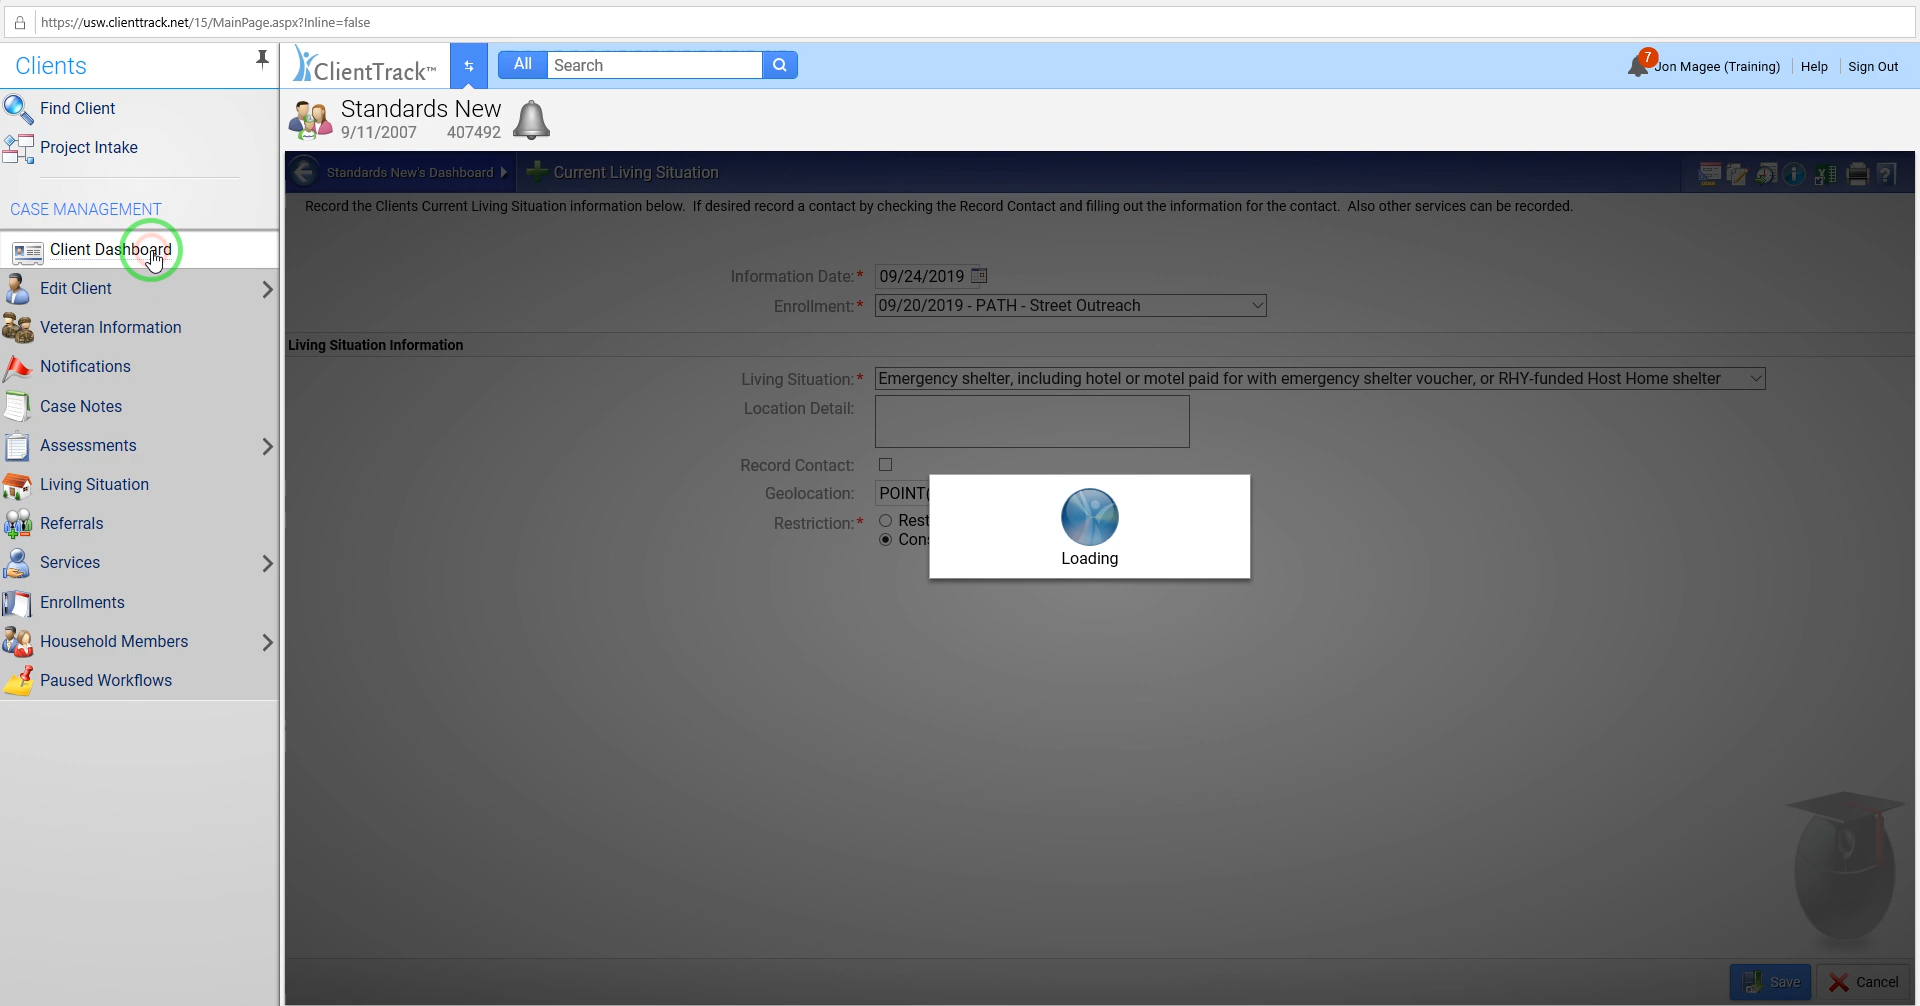 https://usw.clienttrack.net/15/MainPage.aspx?Inline=false
Clients
ClientTrack™
All
Search
7
Jon Magee (Training)
Help
Sign Out
Find Client
Project Intake
CASE MANAGEMENT
Client Dashboard
Edit Client
Veteran Information
Notifications
Case Notes
Assessments
Living Situation
Referrals
Services
Enrollments
Household Members
Paused Workflows
Standards New
9/11/2007 407492
Standards New's Dashboard
Current Living Situation
Record the Clients Current Living Situation information below. If desired record a contact by checking the Record Contact and filling out the information for the contact. Also other services can be recorded.
Information Date:* 09/24/2019
Enrollment:* 09/20/2019 - PATH - Street Outreach
Living Situation Information
Living Situation:* Emergency shelter, including hotel or motel paid for with emergency shelter voucher, or RHY-funded Host Home shelter
Location Detail:
Record Contact:
Geolocation: POINT(
Restriction:* Rest
Cons
Loading
Save
Cancel